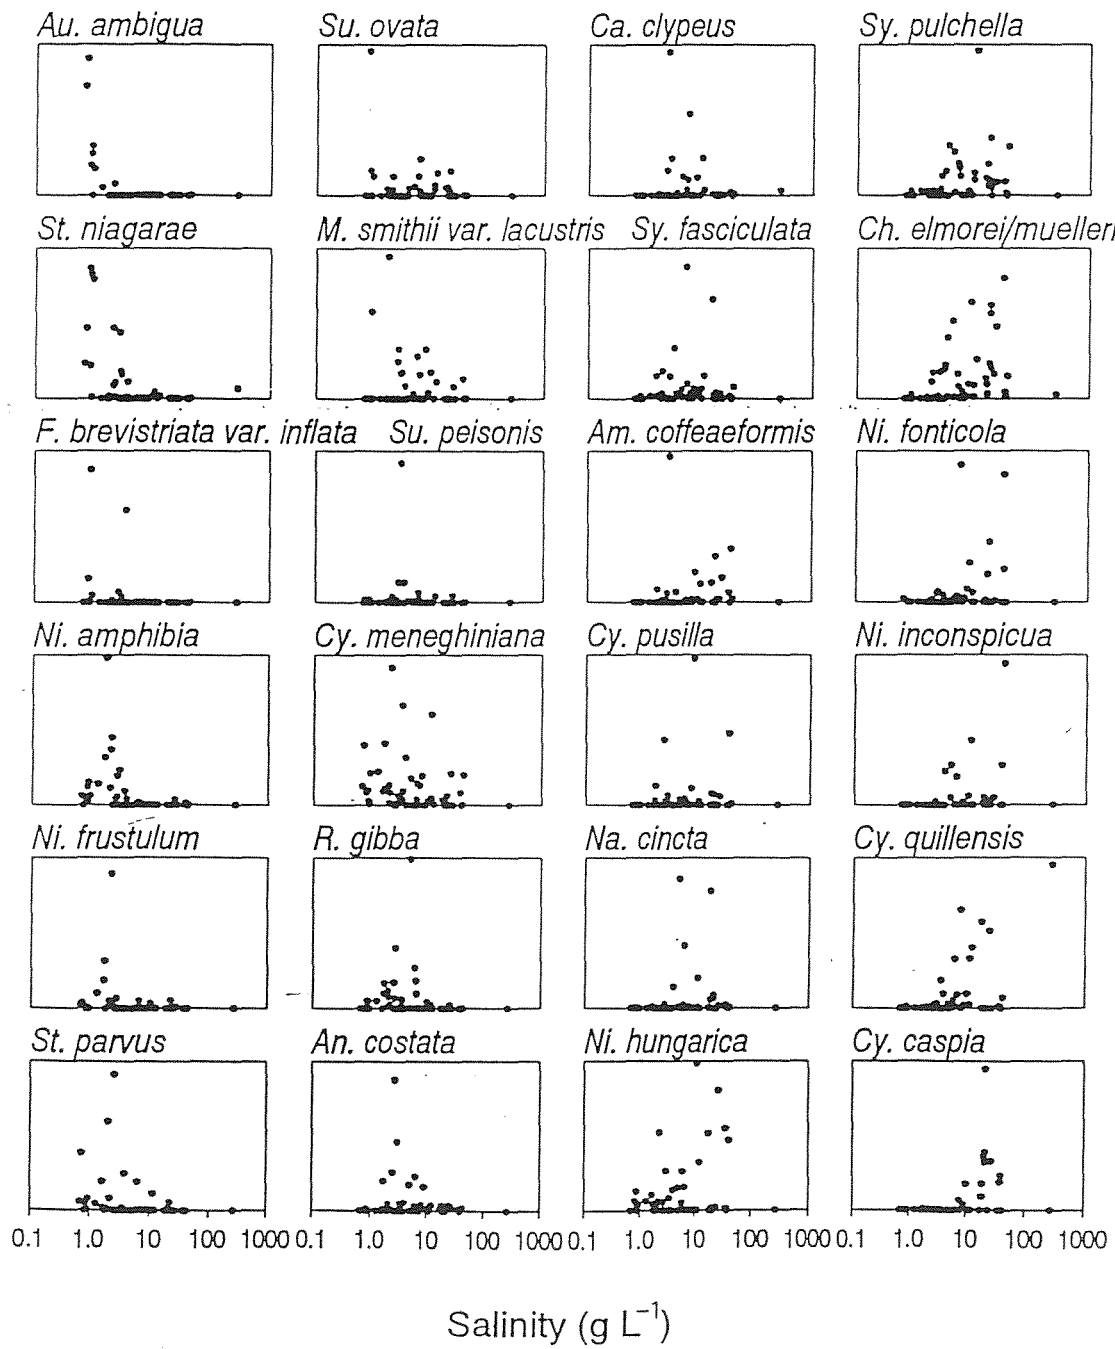 Au. ambigua Su. ovata Ca. clypeus Sy. pulchella
St. niagarae M. smithii var. lacustris Sy. fasciculata Ch. elmorei/muelleri
F. brevistriata var. inflata Su. peisonis Am. coffeaeformis Ni. fonticola
Ni. amphibia Cy. meneghiniana Cy. pusilla Ni. inconspicua
Ni. frustulum R. gibba Na. cincta Cy. quillensis
St. parvus An. costata Ni. hungarica Cy. caspia
0.1 1.0 10 100 1000 0.1 1.0 10 100 1000 0.1 1.0 10 100 1000 0.1 1.0 10 100 1000
Salinity (g L⁻¹)